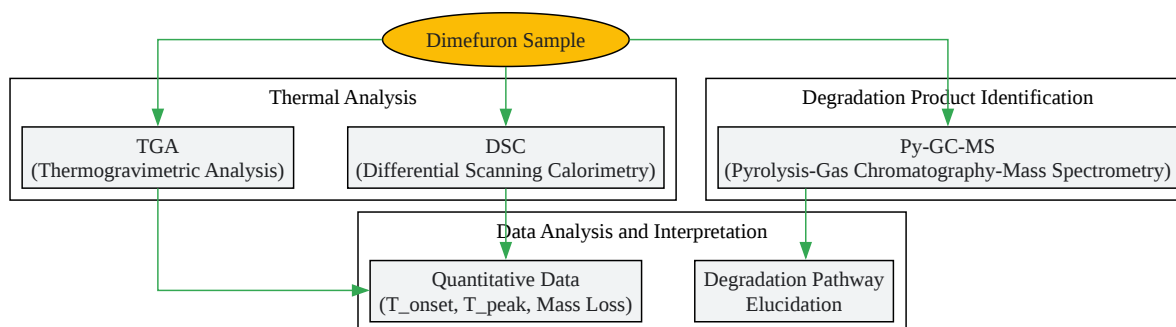 Dimefuron Sample
Thermal Analysis
Degradation Product Identification
TGA
(Thermogravimetric Analysis)
DSC
(Differential Scanning Calorimetry)
Py-GC-MS
(Pyrolysis-Gas Chromatography-Mass Spectrometry)
Data Analysis and Interpretation
Quantitative Data
(T_onset, T_peak, Mass Loss)
Degradation Pathway
Elucidation